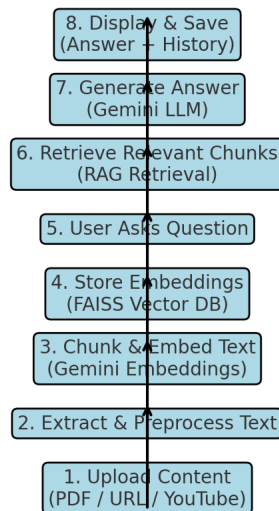 8. Display & Save
(Answer + History)
7. Generate Answer
(Gemini LLM)
6. Retrieve Relevant Chunks
(RAG Retrieval)
5. User Asks Question
4. Store Embeddings
(FAISS Vector DB)
3. Chunk & Embed Text
(Gemini Embeddings)
2. Extract & Preprocess Text
1. Upload Content
(PDF / URL / YouTube)